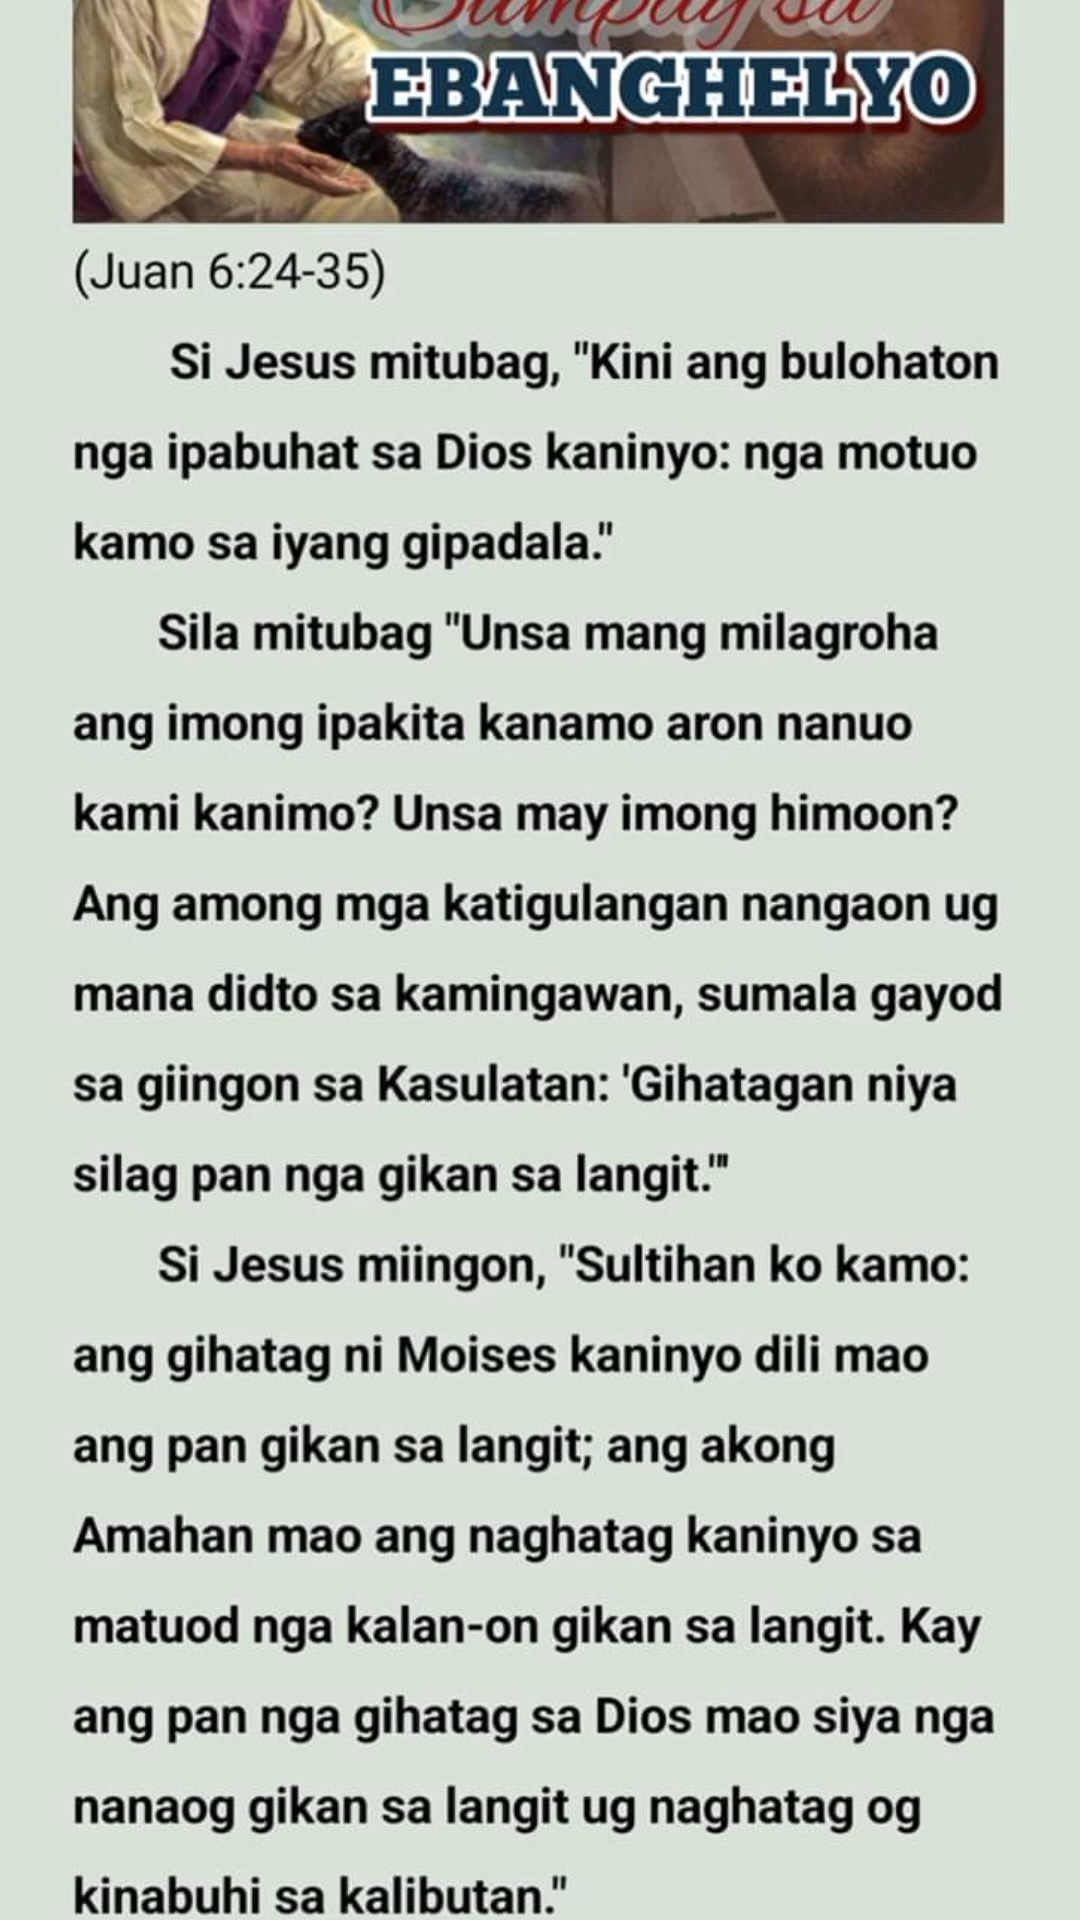 Sumpay sa
EBANGHELYO
(Juan 6:24-35)
Si Jesus mitubag, "Kini ang bulohaton
nga ipabuhat sa Dios kaninyo: nga motuo
kamo sa iyang gipadala."
Sila mitubag "Unsa mang milagroha
ang imong ipakita kanamo aron nanuo
kami kanimo? Unsa may imong himoon?
Ang among mga katigulangan nangaon ug
mana didto sa kamingawan, sumala gayod
sa giingon sa Kasulatan: 'Gihatagan niya
silag pan nga gikan sa langit.'"
Si Jesus miingon, "Sultihan ko kamo:
ang gihatag ni Moises kaninyo dili mao
ang pan gikan sa langit; ang akong
Amahan mao ang naghatag kaninyo sa
matuod nga kalan-on gikan sa langit. Kay
ang pan nga gihatag sa Dios mao siya nga
nanaog gikan sa langit ug naghatag og
kinabuhi sa kalibutan."